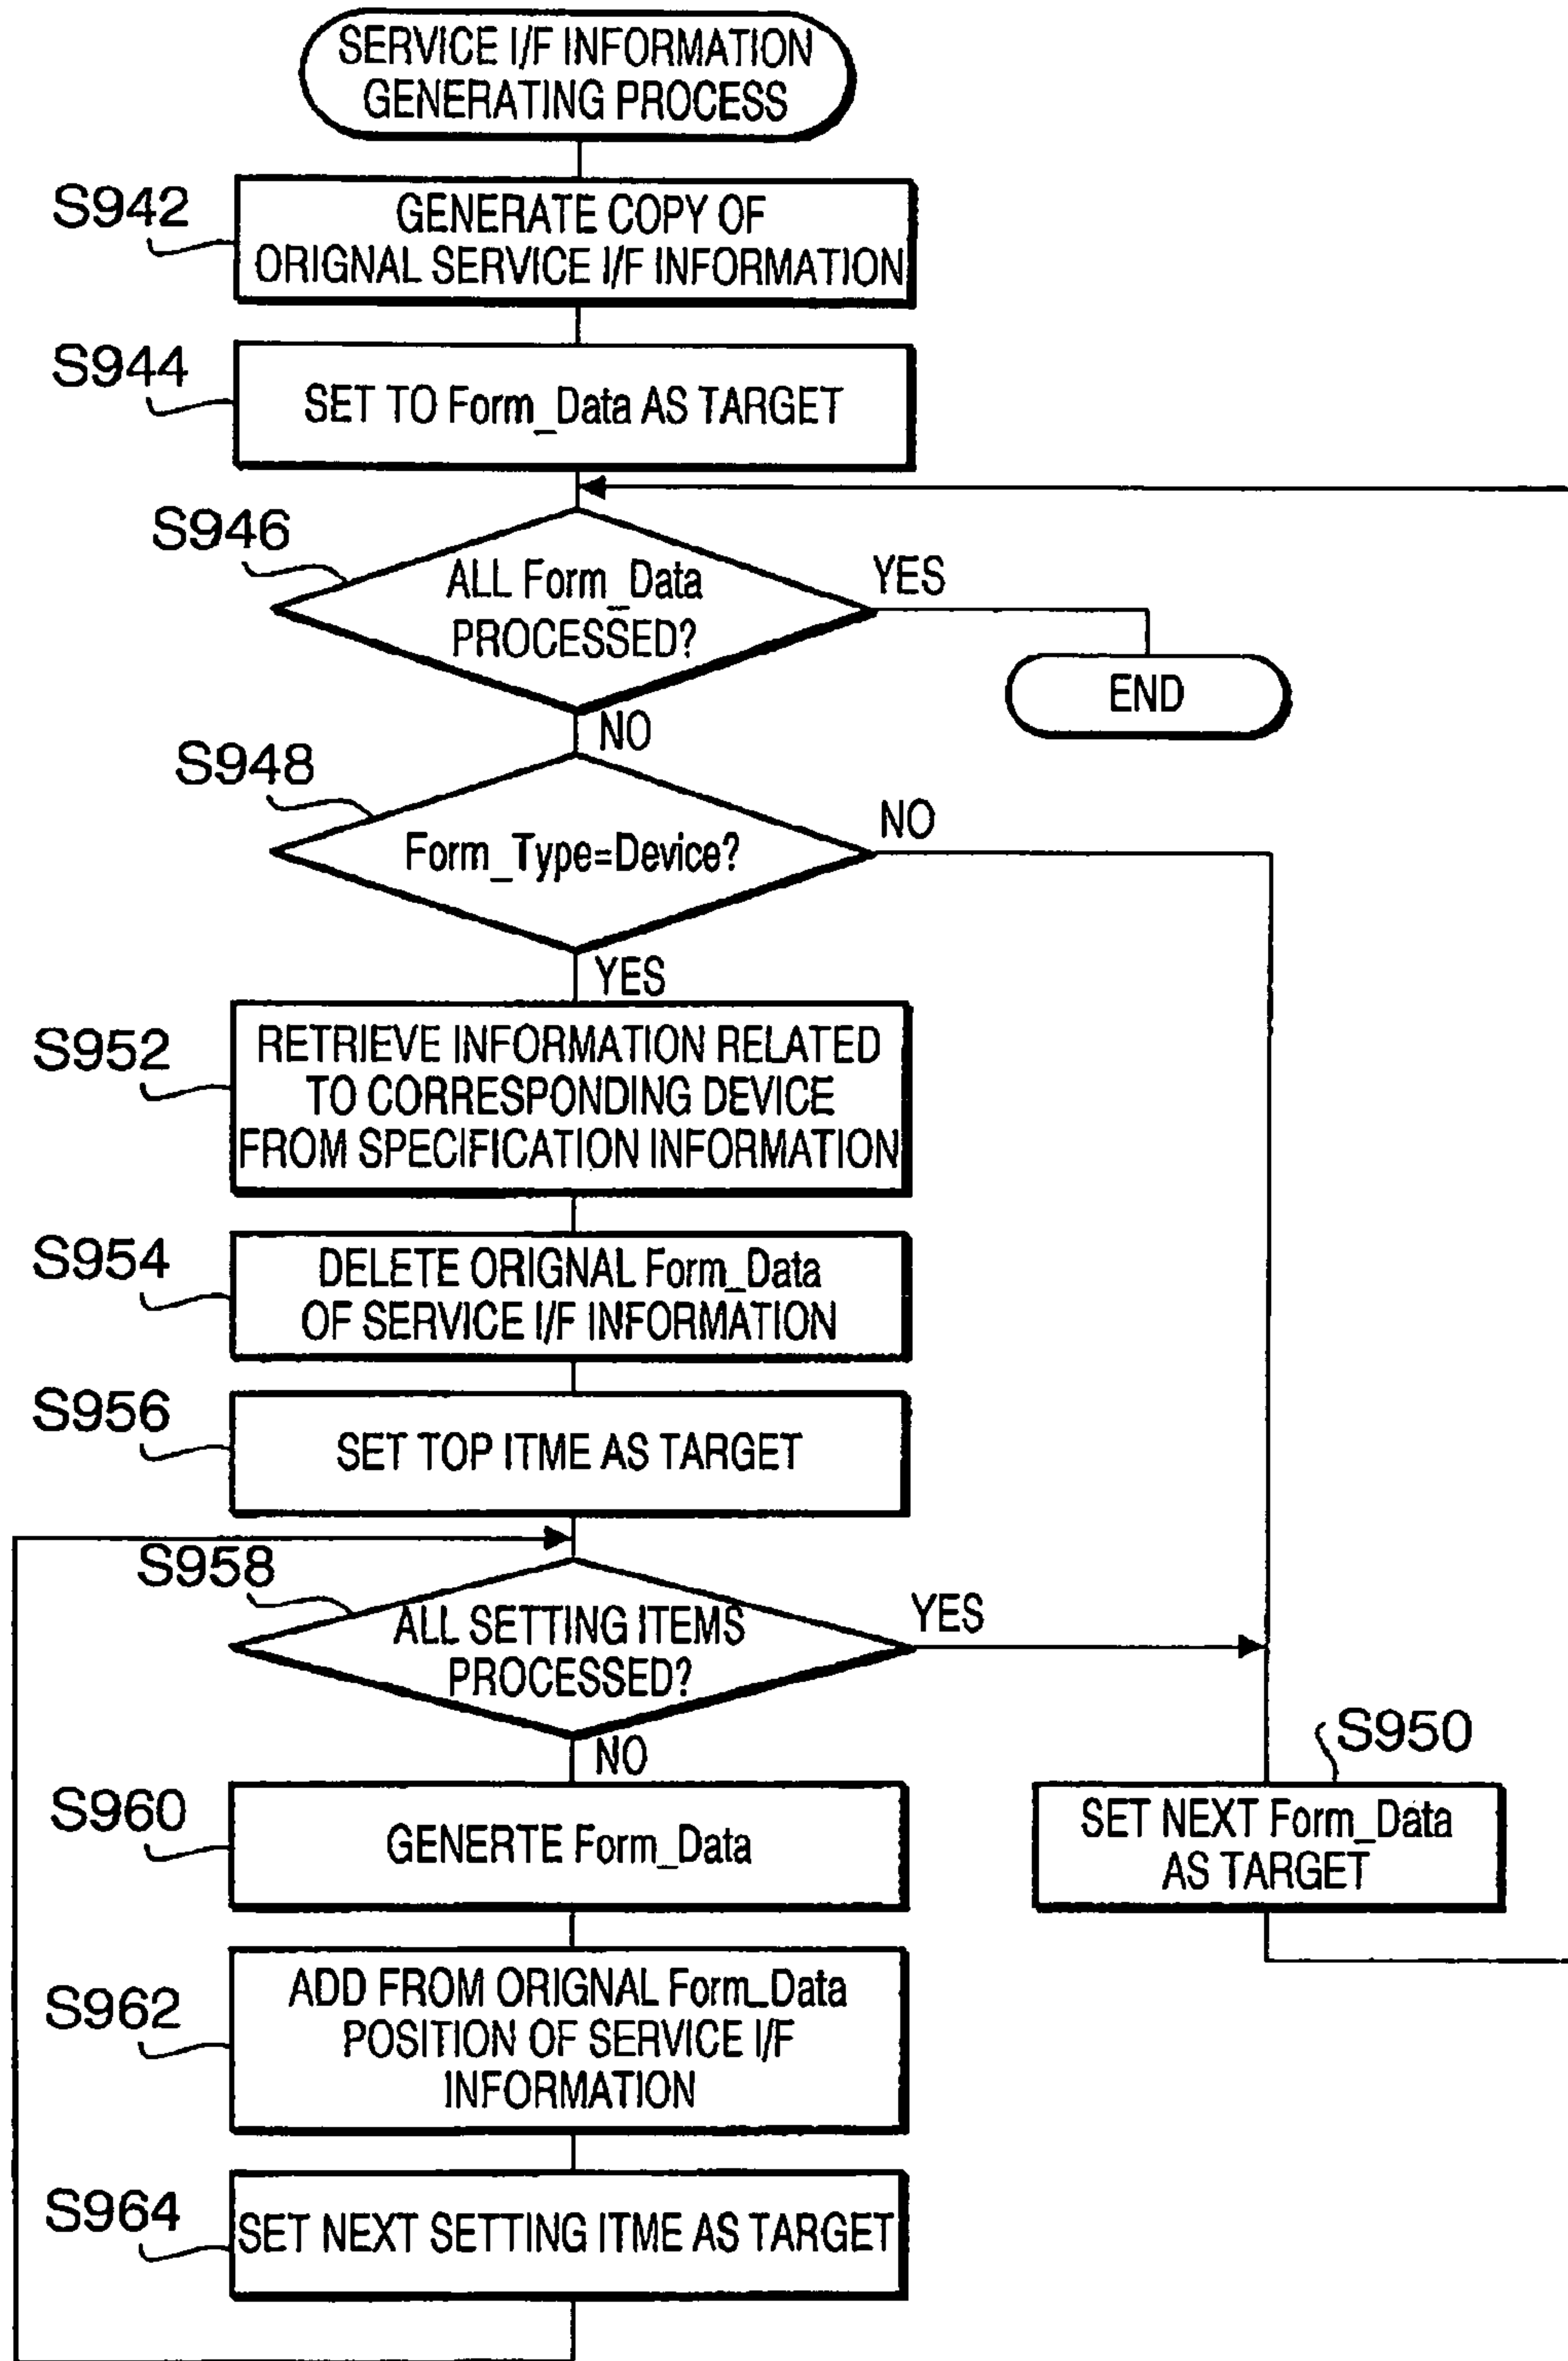 SERVICE I/F INFORMATION
GENERATING PROCESS
S942
GENERATE COPY OF
ORIGNAL SERVICE I/F INFORMATION
S944
SET TO Form_Data AS TARGET
S946
ALL Form_Data
PROCESSED?
YES
END
NO
S948
Form_Type=Device?
NO
YES
S952
RETRIEVE INFORMATION RELATED
TO CORRESPONDING DEVICE
FROM SPECIFICATION INFORMATION
S954
DELETE ORIGNAL Form_Data
OF SERVICE I/F INFORMATION
S956
SET TOP ITME AS TARGET
S958
ALL SETTING ITEMS
PROCESSED?
YES
NO
S950
SET NEXT Form_Data
AS TARGET
S960
GENERTE Form_Data
S962
ADD FROM ORIGNAL Form_Data
POSITION OF SERVICE I/F
INFORMATION
S964
SET NEXT SETTING ITME AS TARGET